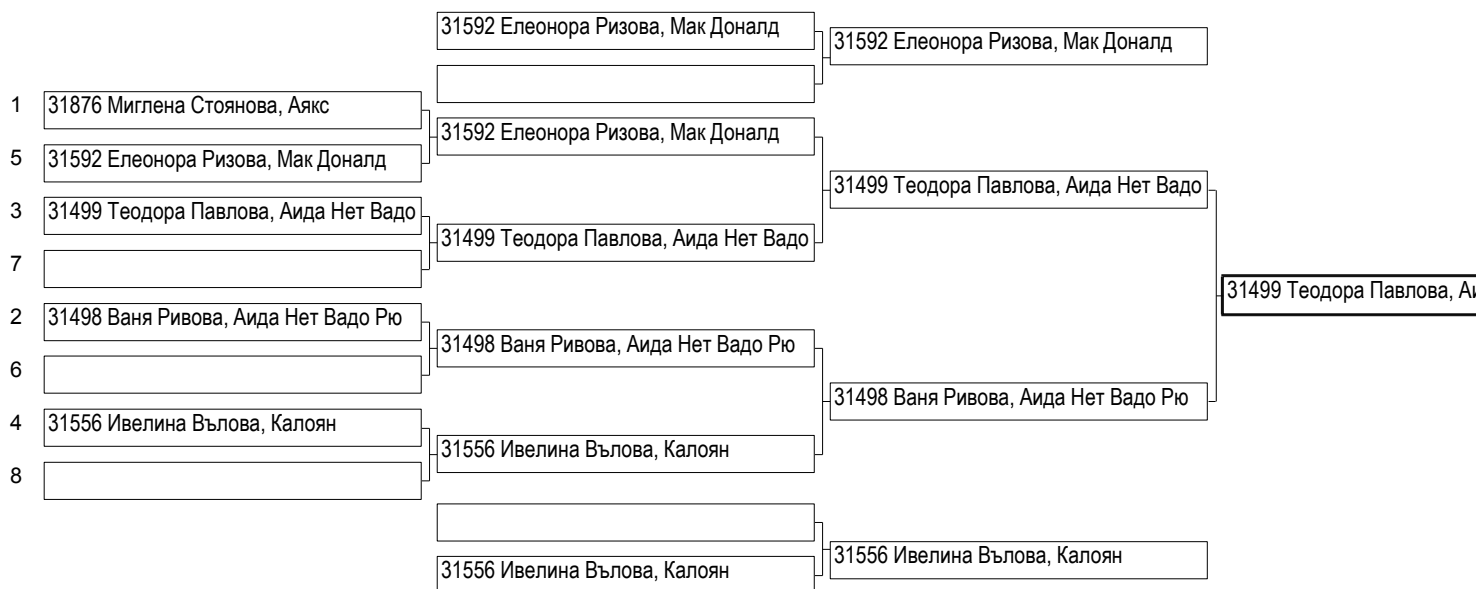 31592 Елеонора Ризова, Мак Доналд
31592 Елеонора Ризова, Мак Доналд
1 31876 Миглена Стоянова, Аякс
31592 Елеонора Ризова, Мак Доналд
5 31592 Елеонора Ризова, Мак Доналд
31499 Теодора Павлова, Аида Нет Вадо
3 31499 Теодора Павлова, Аида Нет Вадо
31499 Теодора Павлова, Аида Нет Вадо
7
31499 Теодора Павлова, Аи
2 31498 Ваня Ривова, Аида Нет Вадо Рю
31498 Ваня Ривова, Аида Нет Вадо Рю
6
31498 Ваня Ривова, Аида Нет Вадо Рю
4 31556 Ивелина Вълова, Калоян
31556 Ивелина Вълова, Калоян
8
31556 Ивелина Вълова, Калоян
31556 Ивелина Вълова, Калоян